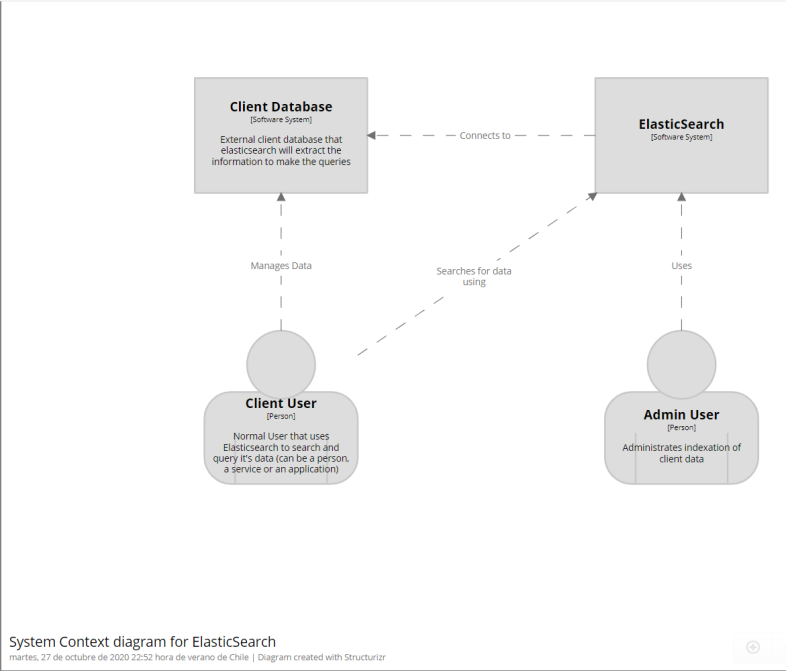 Client Database
[Software System]
External client database that
elasticsearch will extract the
information to make the queries
Connects to
ElasticSearch
[Software System]
Manages Data
Searches for data
using
Uses
Client User
[Person]
Normal User that uses
Elasticsearch to search and
query it's data (can be a person,
a service or an application)
Admin User
[Person]
Administrates indexation of
client data
System Context diagram for ElasticSearch
martes, 27 de octubre de 2020 22:52 hora de verano de Chile | Diagram created with Structurizr